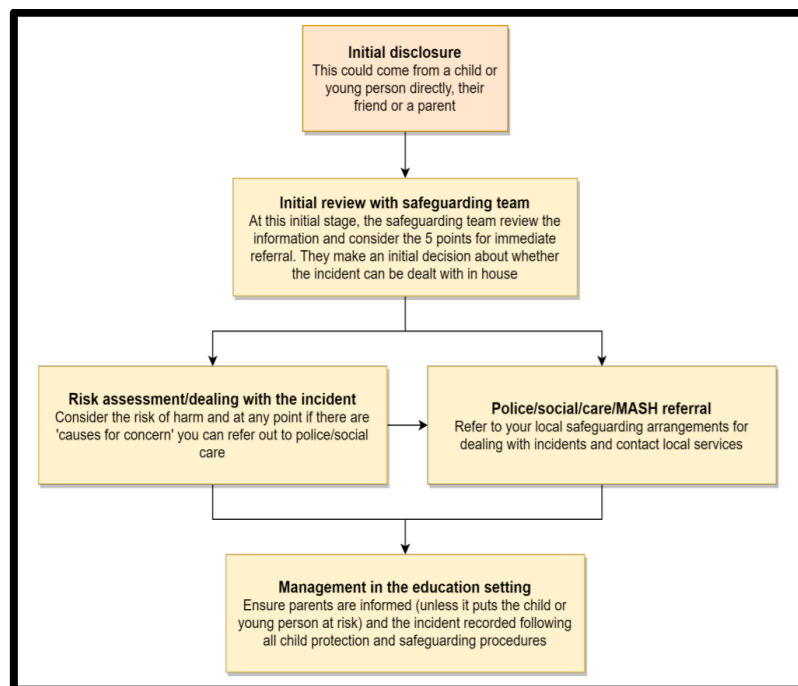 Initial disclosure
This could come from a child or
young person directly, their
friend or a parent
Initial review with safeguarding team
At this initial stage, the safeguarding team review the
information and consider the 5 points for immediate
referral. They make an initial decision about whether
the incident can be dealt with in house
Risk assessment/dealing with the incident
Consider the risk of harm and at any point if there are
'causes for concern' you can refer out to police/social
care
Police/social/care/MASH referral
Refer to your local safeguarding arrangements for
dealing with incidents and contact local services
Management in the education setting
Ensure parents are informed (unless it puts the child or
young person at risk) and the incident recorded following
all child protection and safeguarding procedures